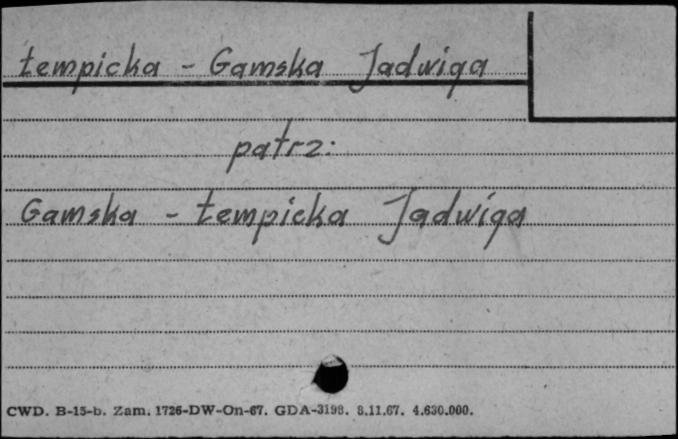 Łempicka - Gamska Jadwiga
patrz:
Gamska - Łempicka Jadwiga
CWD. B-15-b. Zam. 1726-DW-On-67. GDA-3198. 8.11.67. 4.630.000.